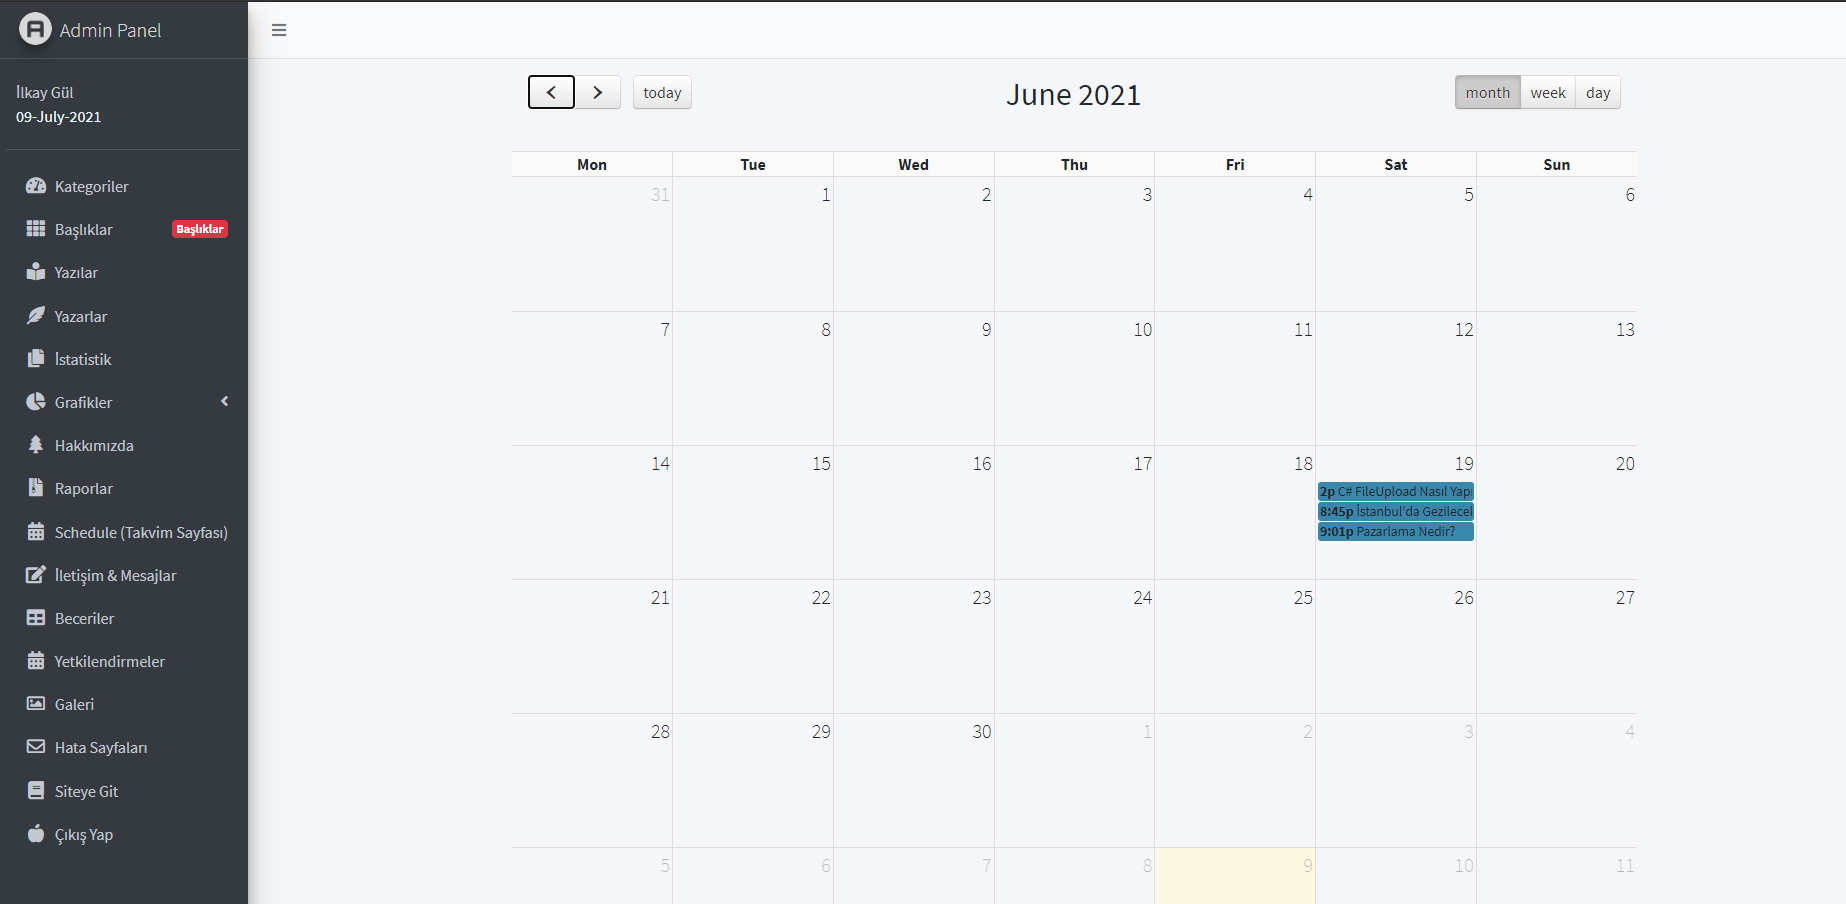 Admin Panel
İlkay Gül
09-July-2021
Kategoriler
Başlıklar Başlıklar
Yazılar
Yazarlar
İstatistik
Grafikler
Hakkımızda
Raporlar
Schedule (Takvim Sayfası)
İletişim & Mesajlar
Beceriler
Yetkilendirmeler
Galeri
Hata Sayfaları
Siteye Git
Çıkış Yap
today June 2021 month week day
Mon Tue Wed Thu Fri Sat Sun
31 1 2 3 4 5 6
7 8 9 10 11 12 13
14 15 16 17 18 19 20
2p C# FileUpload Nasıl Yapı
8:45p İstanbul'da Gezilecel
9:01p Pazarlama Nedir?
21 22 23 24 25 26 27
28 29 30 1 2 3 4
5 6 7 8 9 10 11